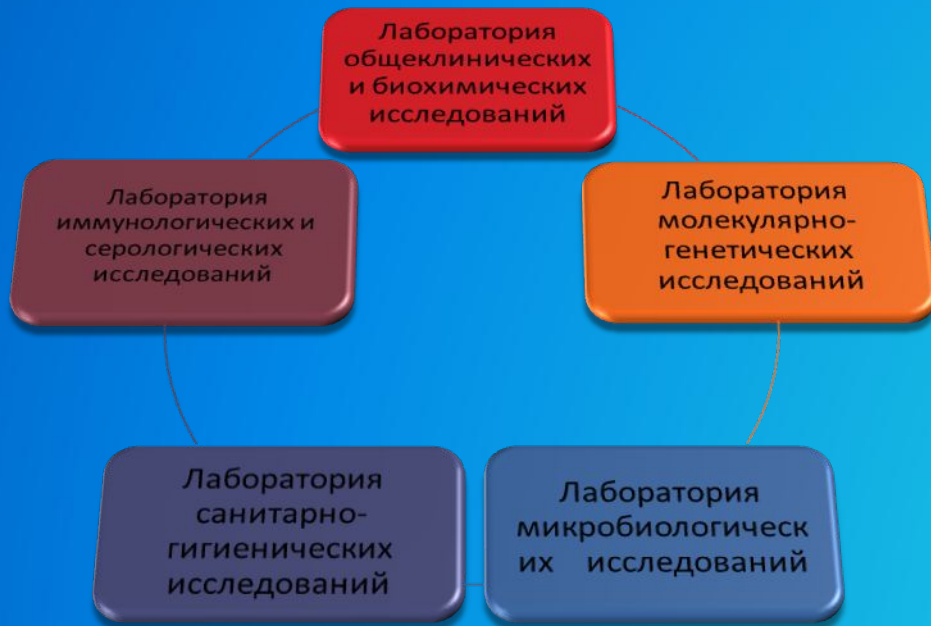 Лаборатория
общеклинических
и биохимических
исследований
Лаборатория
иммунологических и
серологических
исследований
Лаборатория
молекулярно-
генетических
исследований
Лаборатория
санитарно-
гигиенических
исследований
Лаборатория
микробиологическ
их исследований